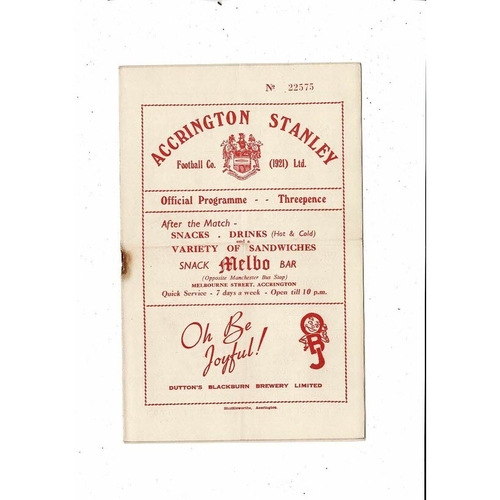 Nº 22575
ACCRINGTON STANLEY
Football Co. (1921) Ltd.
Official Programme - - Threepence
After the Match -
SNACKS . DRINKS (Hot & Cold)
and a
VARIETY OF SANDWICHES
SNACK Melbo BAR
(Opposite Manchester Bus Stop)
MELBOURNE STREET, ACCRINGTON
Quick Service - 7 days a week - Open till 10 p.m.
Oh Be
Joyful!
OBJ
DUTTON'S BLACKBURN BREWERY LIMITED
Shuttleworths, Accrington.